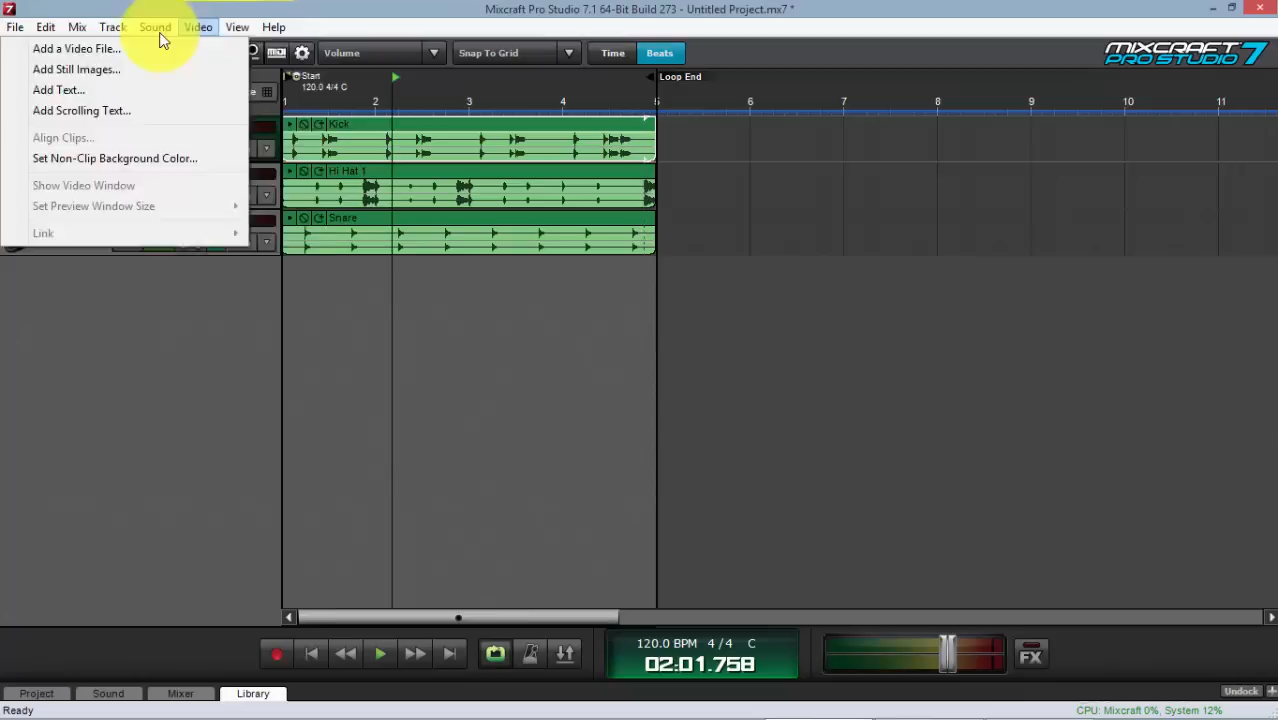 7
Mixcraft Pro Studio 7.1 64-Bit Build 273 - Untitled Project.mx7 *
File Edit Mix Track Sound Video View Help
Add a Video File...
Add Still Images...
Add Text...
Add Scrolling Text...
Align Clips...
Set Non-Clip Background Color...
Show Video Window
Set Preview Window Size
Link
Volume
Snap To Grid
Time
Beats
MIXCRAFT
PRO STUDIO 7
Start
120.0 4/4 C
Loop End
1 2 3 4 5 6 7 8 9 10 11
Kick
Hi Hat 1
Snare
120.0 BPM 4 / 4 C
02:01.758
FX
Project Sound Mixer Library
Undock
Ready
CPU: Mixcraft 0%, System 12%